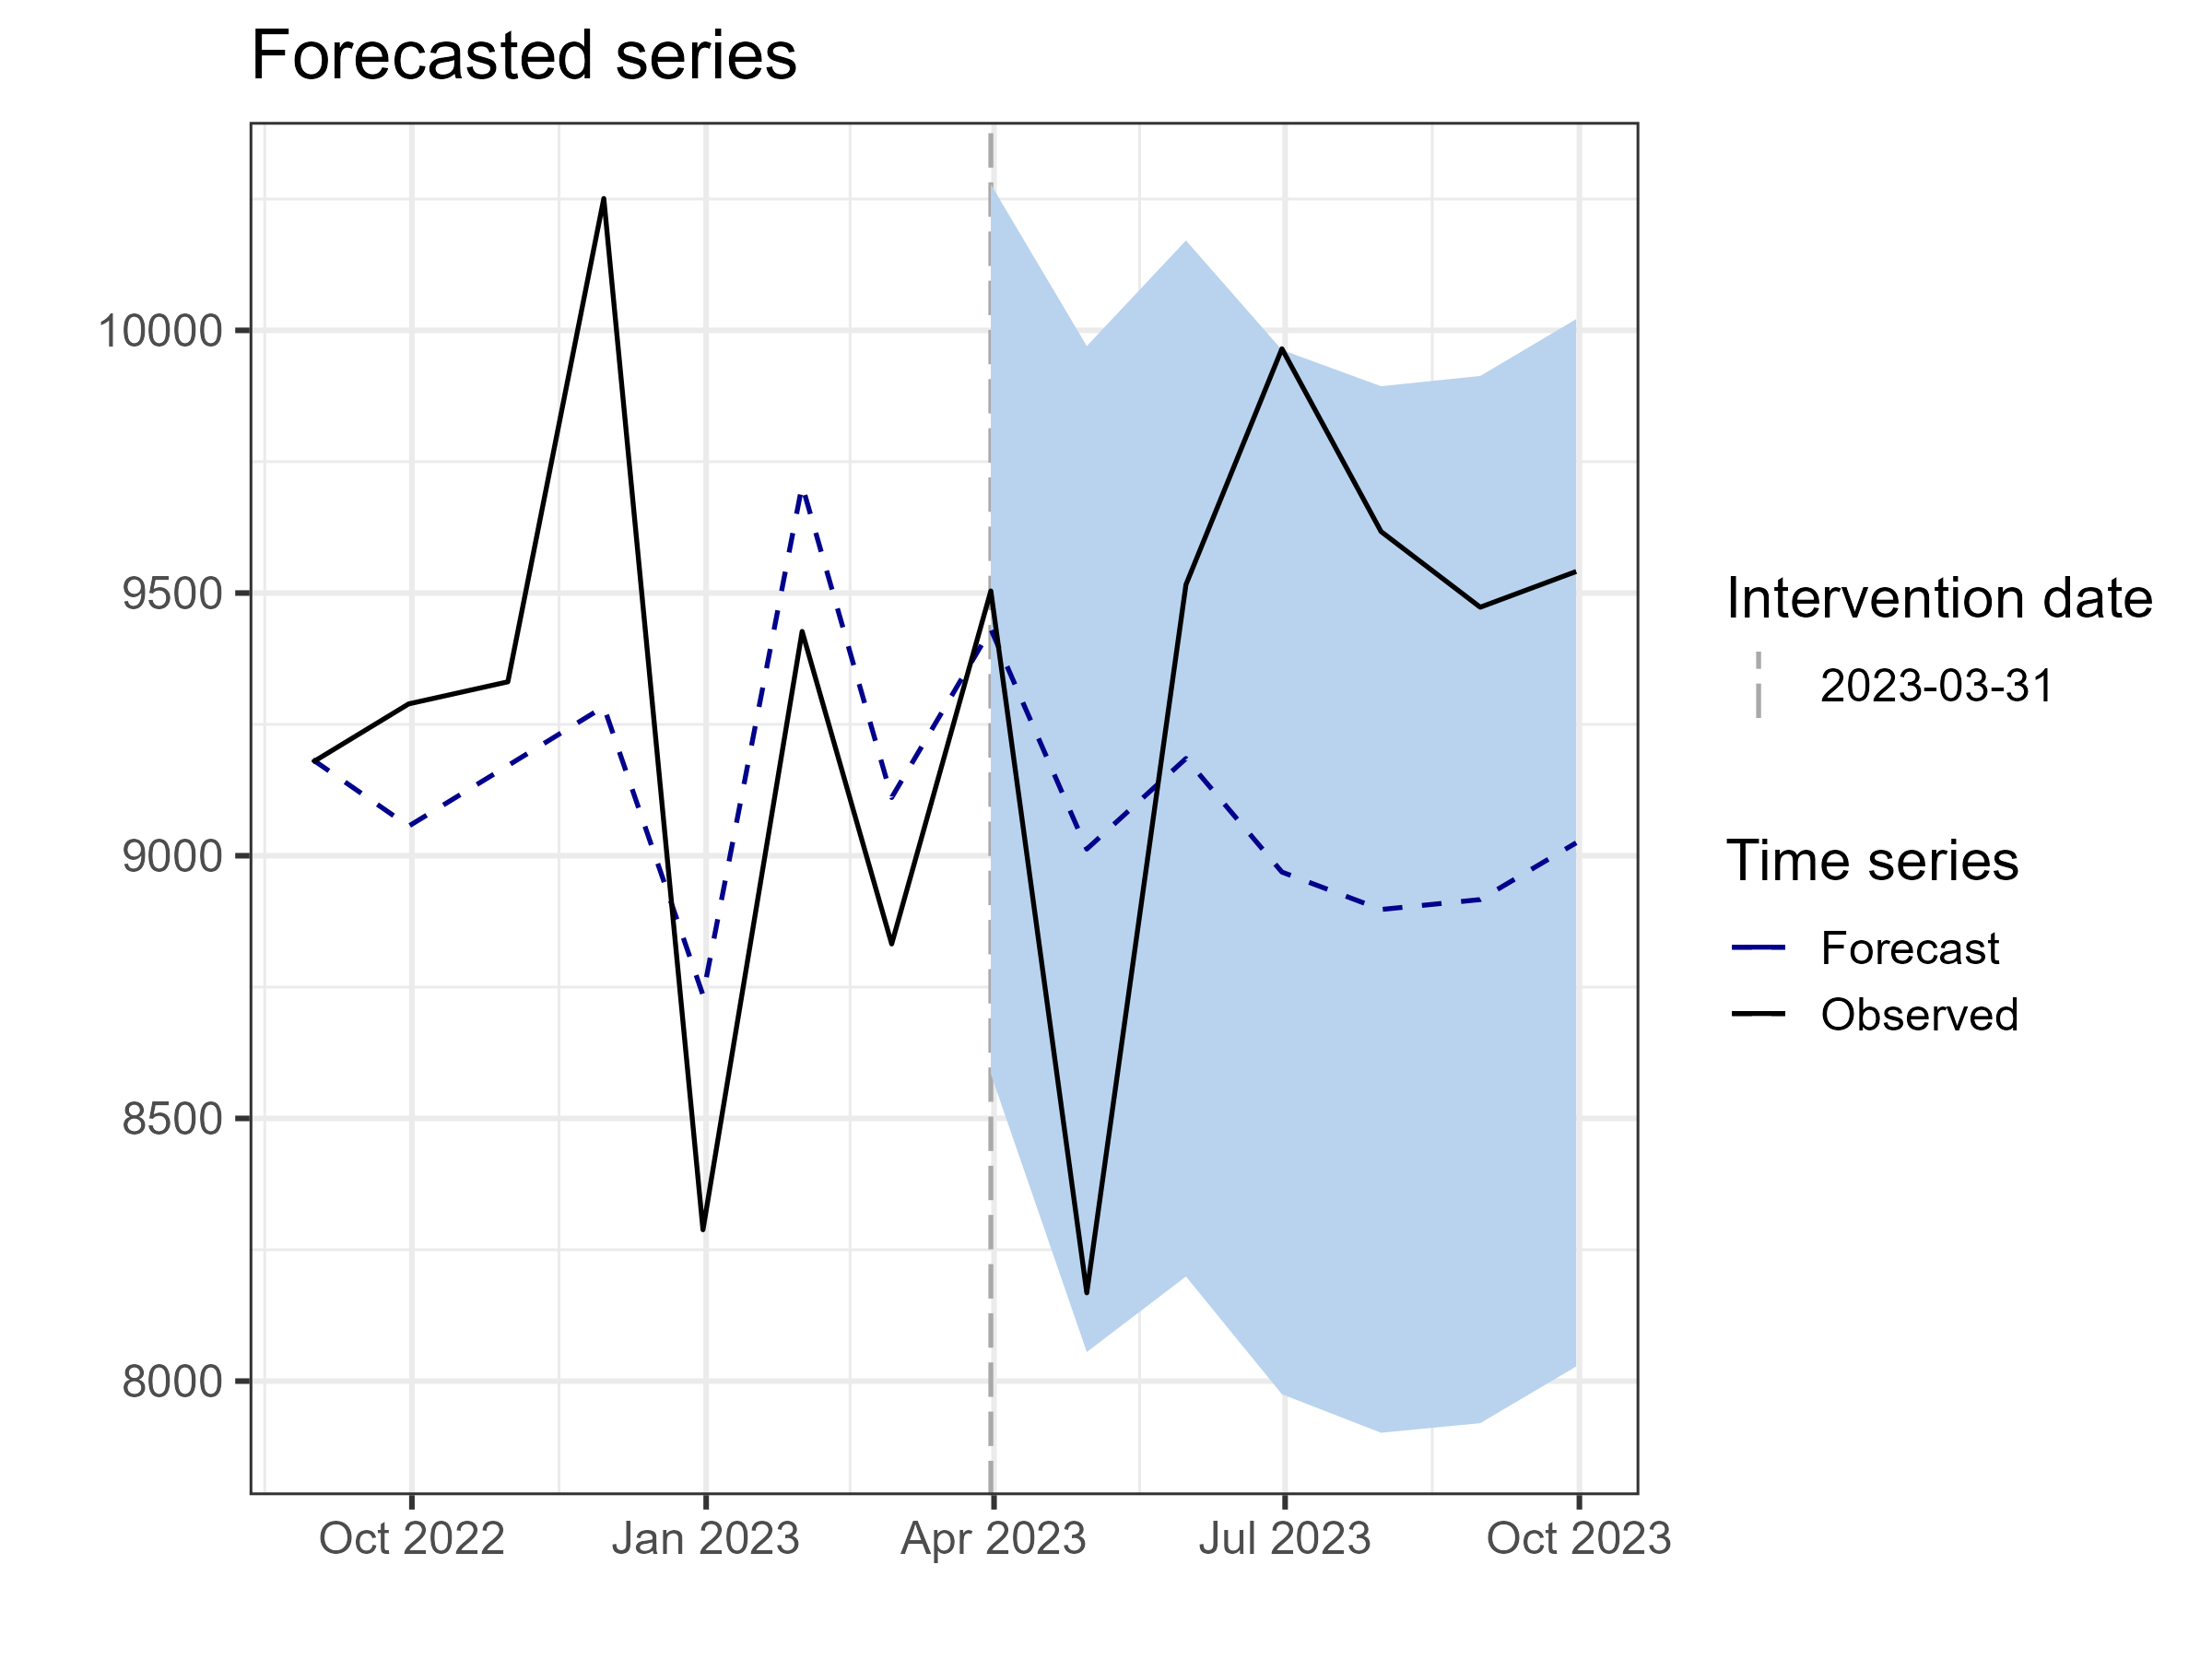 Forecasted series
10000
9500
9000
8500
8000
Oct 2022
Jan 2023
Apr 2023
Jul 2023
Oct 2023
Intervention date
2023-03-31
Time series
Forecast
Observed